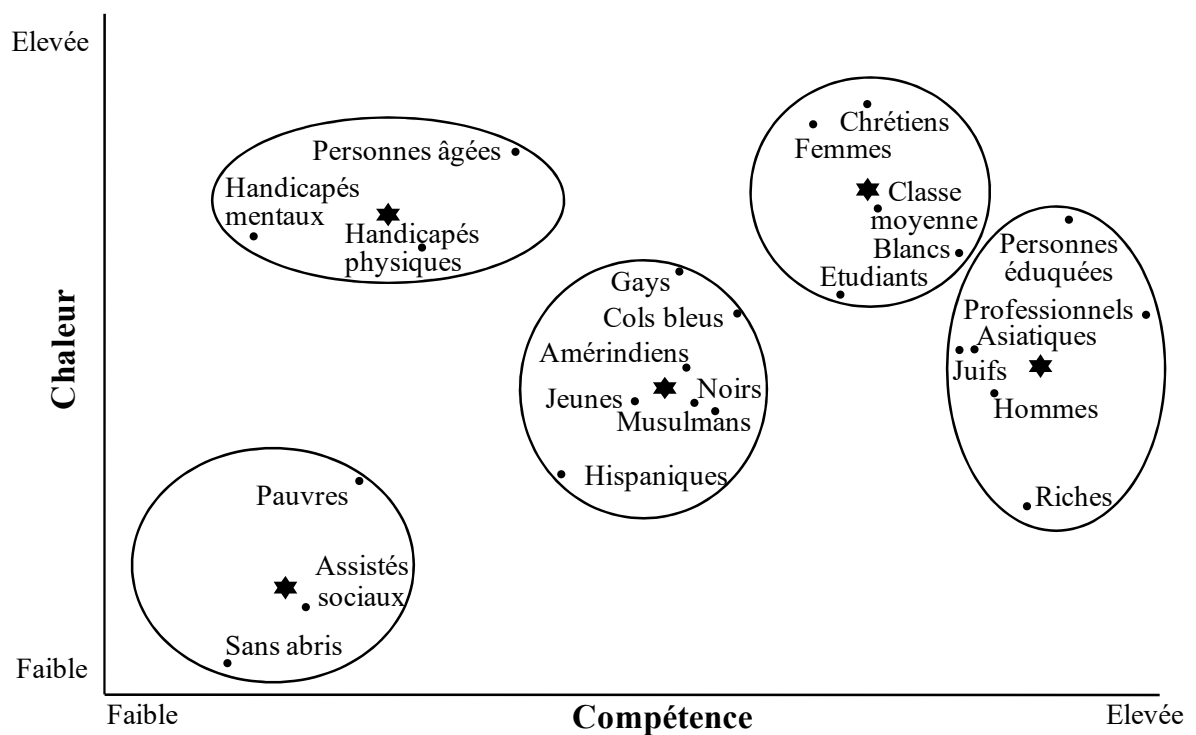 Elevée
Chrétiens
Femmes
Personnes âgées
Handicapés
mentaux
Classe
moyenne
Handicapés
physiques
Blancs
Personnes
éduquées
Etudiants
Gays
Cols bleus
Professionnels
Asiatiques
Amérindiens
Juifs
Chaleur
Jeunes
Noirs
Hommes
Musulmans
Hispaniques
Pauvres
Riches
Assistés
sociaux
Sans abris
Faible
Faible
Compétence
Elevée